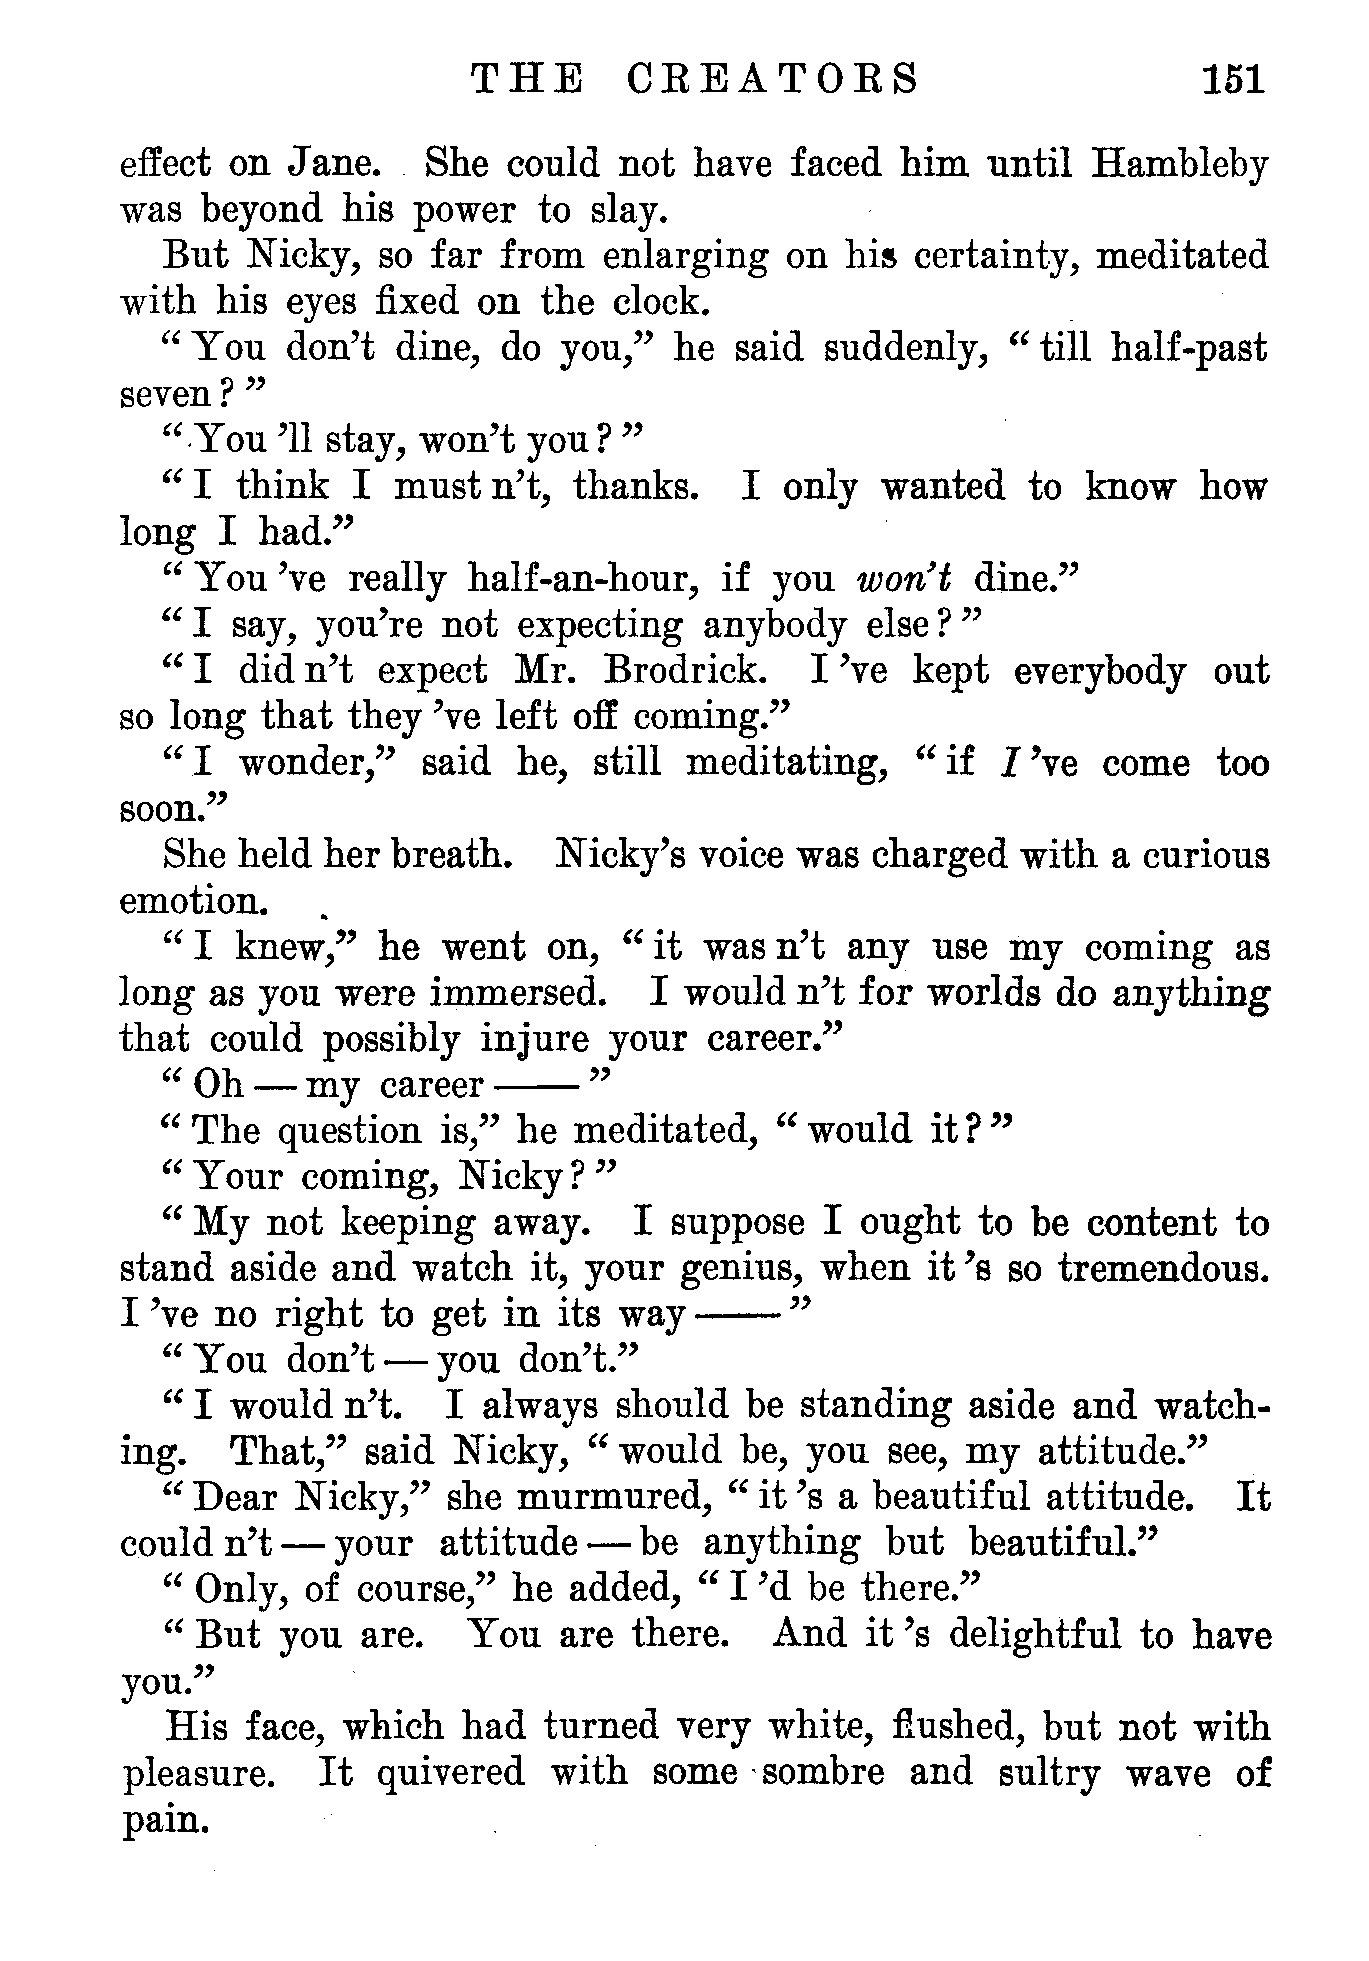 THE CREATORS 151
effect on Jane. She could not have faced him until Hambleby
was beyond his power to slay.
But Nicky, so far from enlarging on his certainty, meditated
with his eyes fixed on the clock.
“ You don’t dine, do you,” he said suddenly, “ till half-past
seven ? ”
“ You ’ll stay, won’t you ? ”
“ I think I must n’t, thanks. I only wanted to know how
long I had.”
“ You ’ve really half-an-hour, if you won’t dine.”
“ I say, you’re not expecting anybody else ? ”
“ I did n’t expect Mr. Brodrick. I ’ve kept everybody out
so long that they ’ve left off coming.”
“ I wonder,” said he, still meditating, “ if I ’ve come too
soon.”
She held her breath. Nicky’s voice was charged with a curious
emotion.
“ I knew,” he went on, “ it was n’t any use my coming as
long as you were immersed. I would n’t for worlds do anything
that could possibly injure your career.”
“ Oh — my career —— ”
“ The question is,” he meditated, “ would it ? ”
“ Your coming, Nicky ? ”
“ My not keeping away. I suppose I ought to be content to
stand aside and watch it, your genius, when it ’s so tremendous.
I ’ve no right to get in its way —— ”
“ You don’t — you don’t.”
“ I would n’t. I always should be standing aside and watch-
ing. That,” said Nicky, “ would be, you see, my attitude.”
“ Dear Nicky,” she murmured, “ it ’s a beautiful attitude. It
could n’t — your attitude — be anything but beautiful.”
“ Only, of course,” he added, “ I ’d be there.”
“ But you are. You are there. And it ’s delightful to have
you.”
His face, which had turned very white, flushed, but not with
pleasure. It quivered with some sombre and sultry wave of
pain.